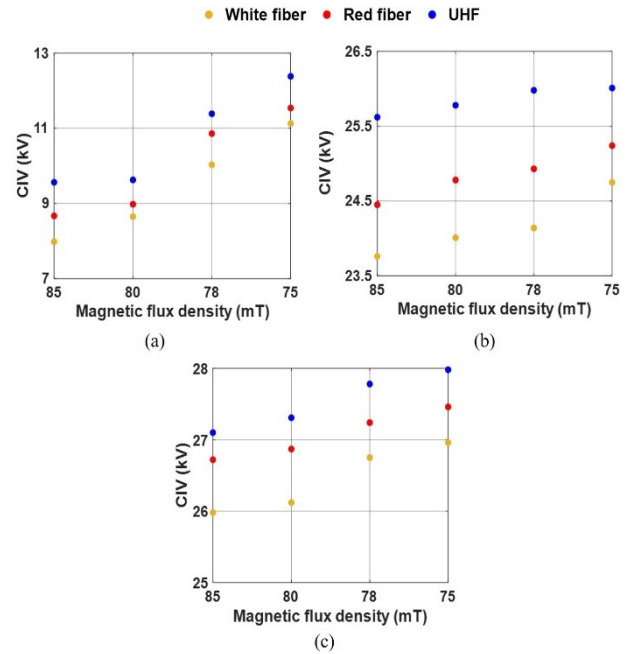 White fiber Red fiber UHF
13
11
9
7
CIV (kV)
85 80 78 75
Magnetic flux density (mT)
(a)
26.5
25.5
24.5
23.5
CIV (kV)
85 80 78 75
Magnetic flux density (mT)
(b)
28
27
26
25
CIV (kV)
85 80 78 75
Magnetic flux density (mT)
(c)